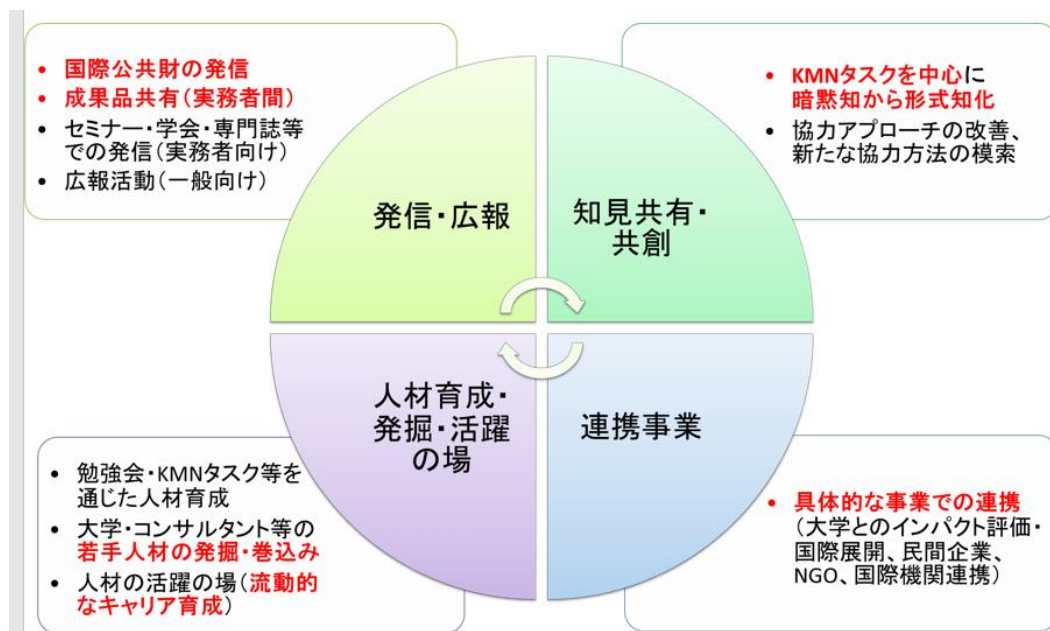 • 国際公共財の発信
• 成果品共有(実務者間)
• セミナー・学会・専門誌等
での発信(実務者向け)
• 広報活動(一般向け)
• KMNタスクを中心に
暗黙知から形式知化
• 協力アプローチの改善、
新たな協力方法の模索
発信・広報
知見共有・
共創
人材育成・
発掘・活躍
の場
連携事業
• 勉強会・KMNタスク等を
通じた人材育成
• 大学・コンサルタント等の
若手人材の発掘・巻込み
• 人材の活躍の場(流動的
なキャリア育成)
• 具体的な事業での連携
(大学とのインパクト評価・
国際展開、民間企業、
NGO、国際機関連携)